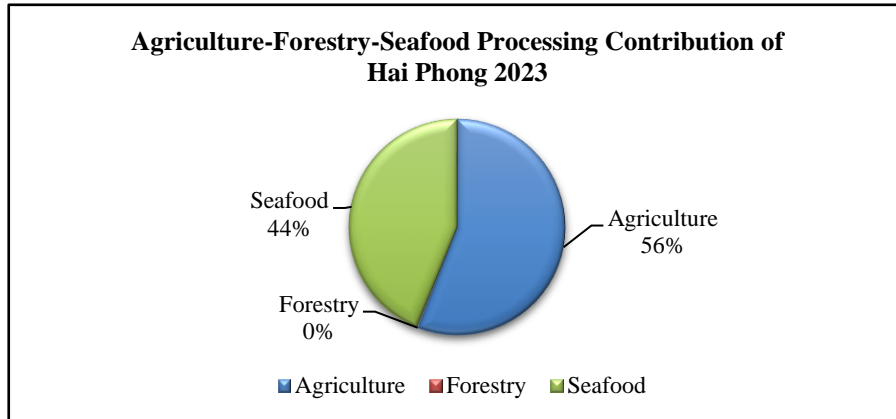 Agriculture-Forestry-Seafood Processing Contribution of
Hai Phong 2023
Seafood
44%
Agriculture
56%
Forestry
0%
Agriculture
Forestry
Seafood